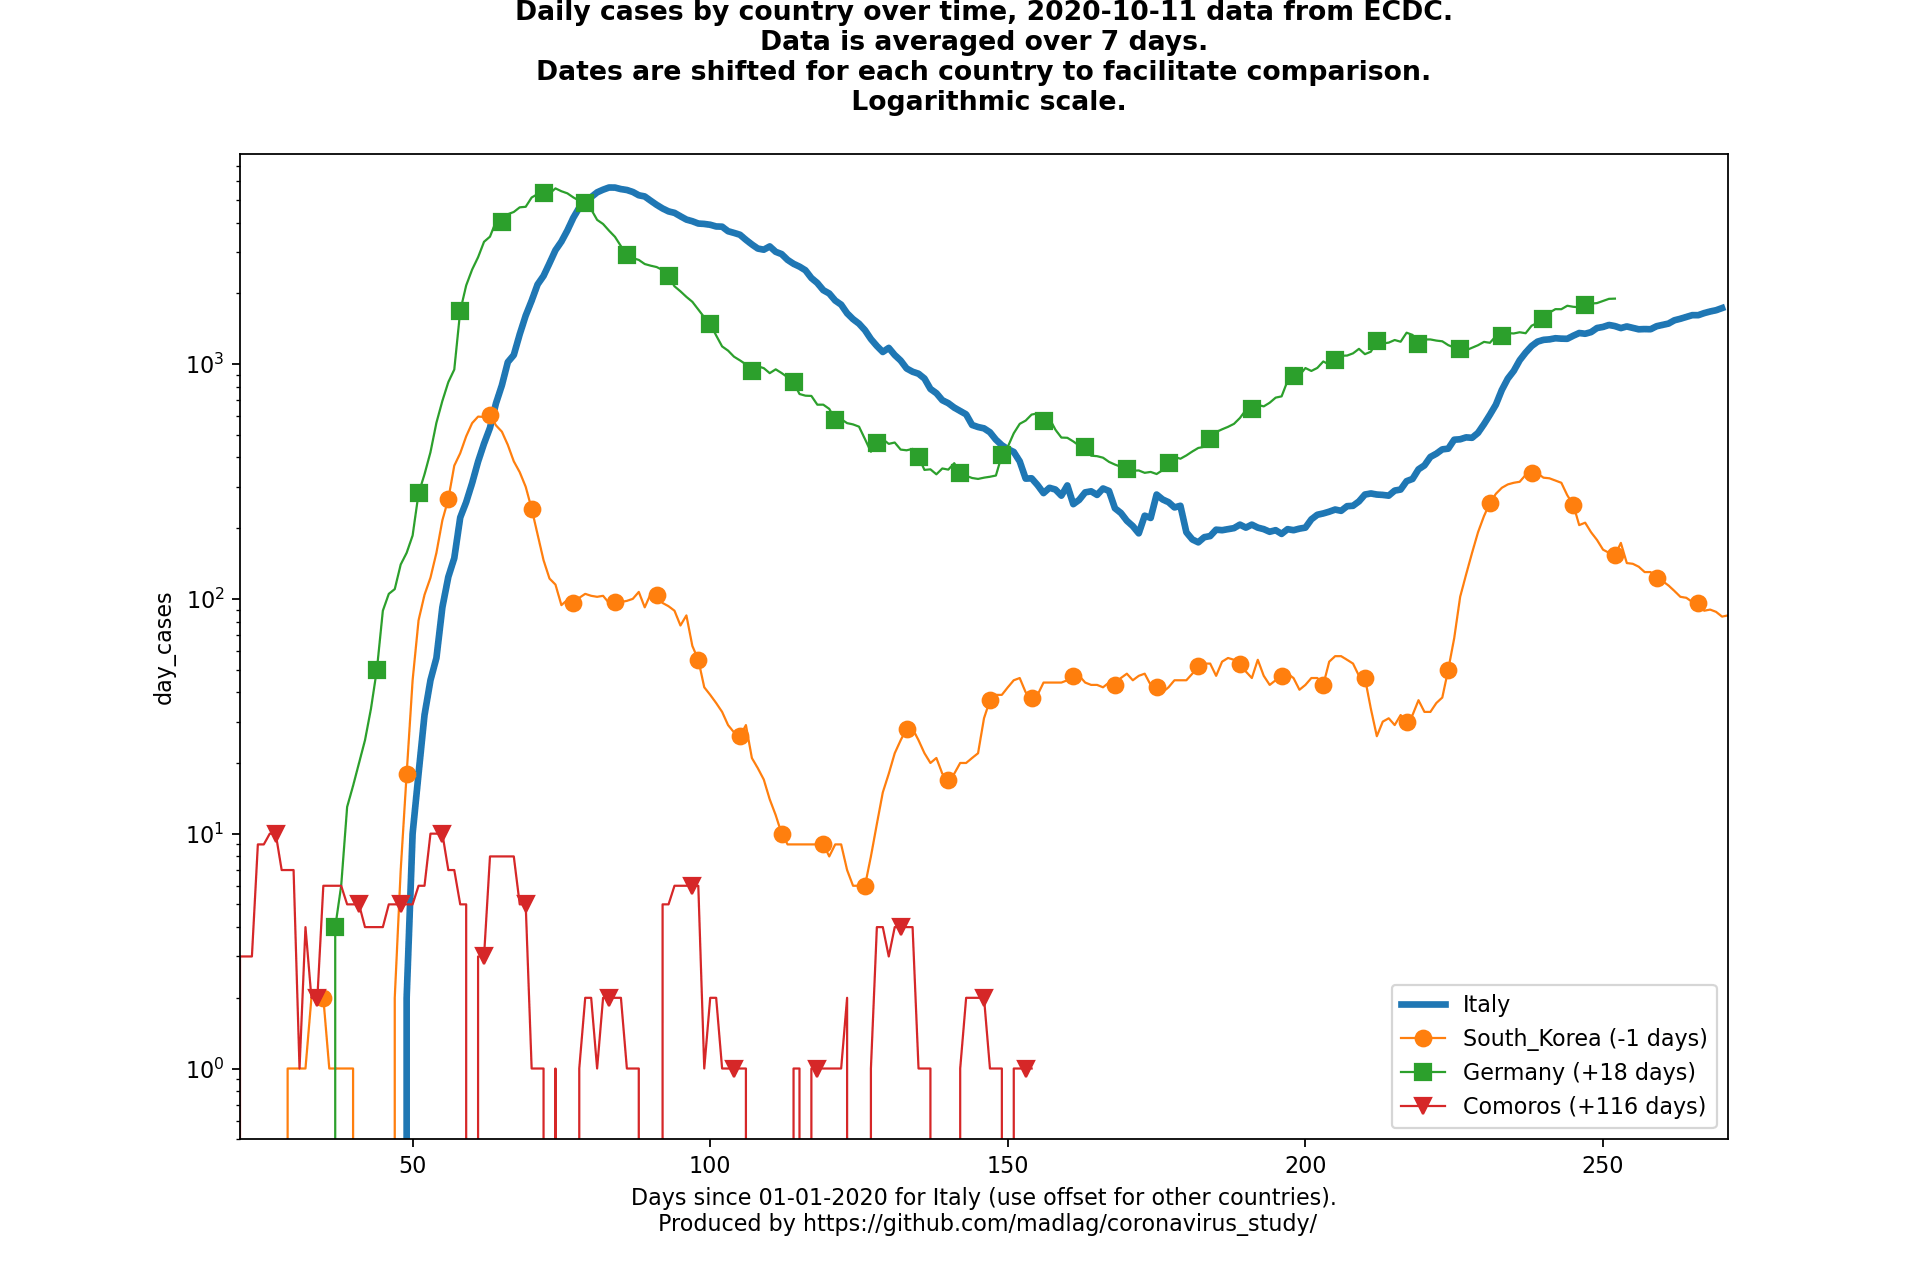 Daily cases by country over time, 2020-10-11 data from ECDC.
Data is averaged over 7 days.
Dates are shifted for each country to facilitate comparison.
Logarithmic scale.
day_cases
10³
10²
10¹
10⁰
50
100
150
200
250
Italy
South_Korea (-1 days)
Germany (+18 days)
Comoros (+116 days)
Days since 01-01-2020 for Italy (use offset for other countries).
Produced by https://github.com/madlag/coronavirus_study/